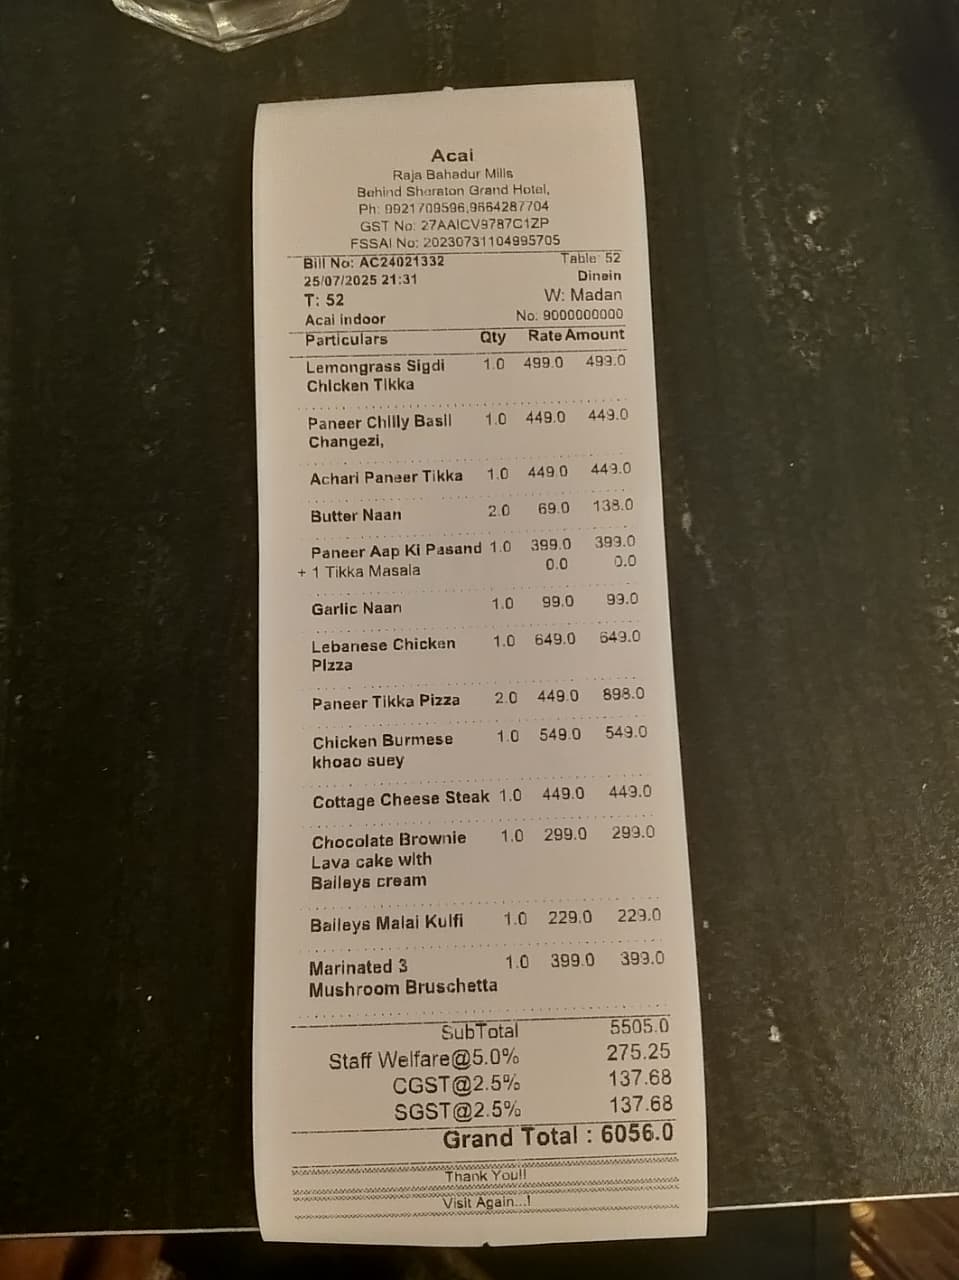 Acai
Raja Bahadur Mills
Behind Sheraton Grand Hotel,
Ph: 9921709596,9664287704
GST No: 27AAICV9787C1ZP
FSSAI No: 20230731104995705
Bill No: AC24021332 Table: 52
25/07/2025 21:31 Dinein
T: 52 W: Madan
Acai indoor No: 9000000000
Particulars Qty Rate Amount
Lemongrass Sigdi 1.0 499.0 499.0
Chicken Tikka
Paneer Chilly Basil 1.0 449.0 449.0
Changezi,
Achari Paneer Tikka 1.0 449.0 449.0
Butter Naan 2.0 69.0 138.0
Paneer Aap Ki Pasand 1.0 399.0 399.0
+ 1 Tikka Masala 0.0 0.0
Garlic Naan 1.0 99.0 99.0
Lebanese Chicken 1.0 649.0 649.0
Pizza
Paneer Tikka Pizza 2.0 449.0 898.0
Chicken Burmese 1.0 549.0 549.0
khoao suey
Cottage Cheese Steak 1.0 449.0 449.0
Chocolate Brownie 1.0 299.0 299.0
Lava cake with
Baileys cream
Baileys Malai Kulfi 1.0 229.0 229.0
Marinated 3 1.0 399.0 399.0
Mushroom Bruschetta
SubTotal 5505.0
Staff Welfare@5.0% 275.25
CGST@2.5% 137.68
SGST@2.5% 137.68
Grand Total : 6056.0
Thank You!!
Visit Again...!